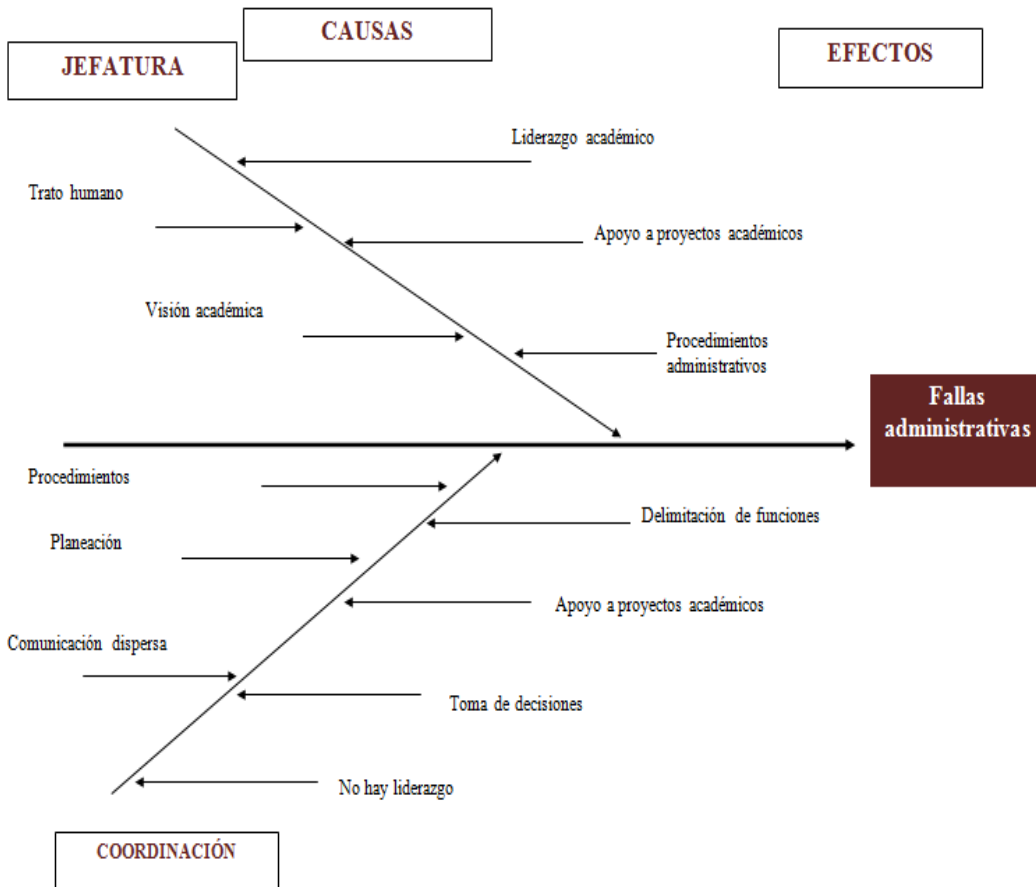 CAUSAS
JEFATURA
EFECTOS
Liderazgo académico
Trato humano
Apoyo a proyectos académicos
Visión académica
Procedimientos
administrativos
Fallas
administrativas
Procedimientos
Delimitación de funciones
Planeación
Apoyo a proyectos académicos
Comunicación dispersa
Toma de decisiones
No hay liderazgo
COORDINACIÓN